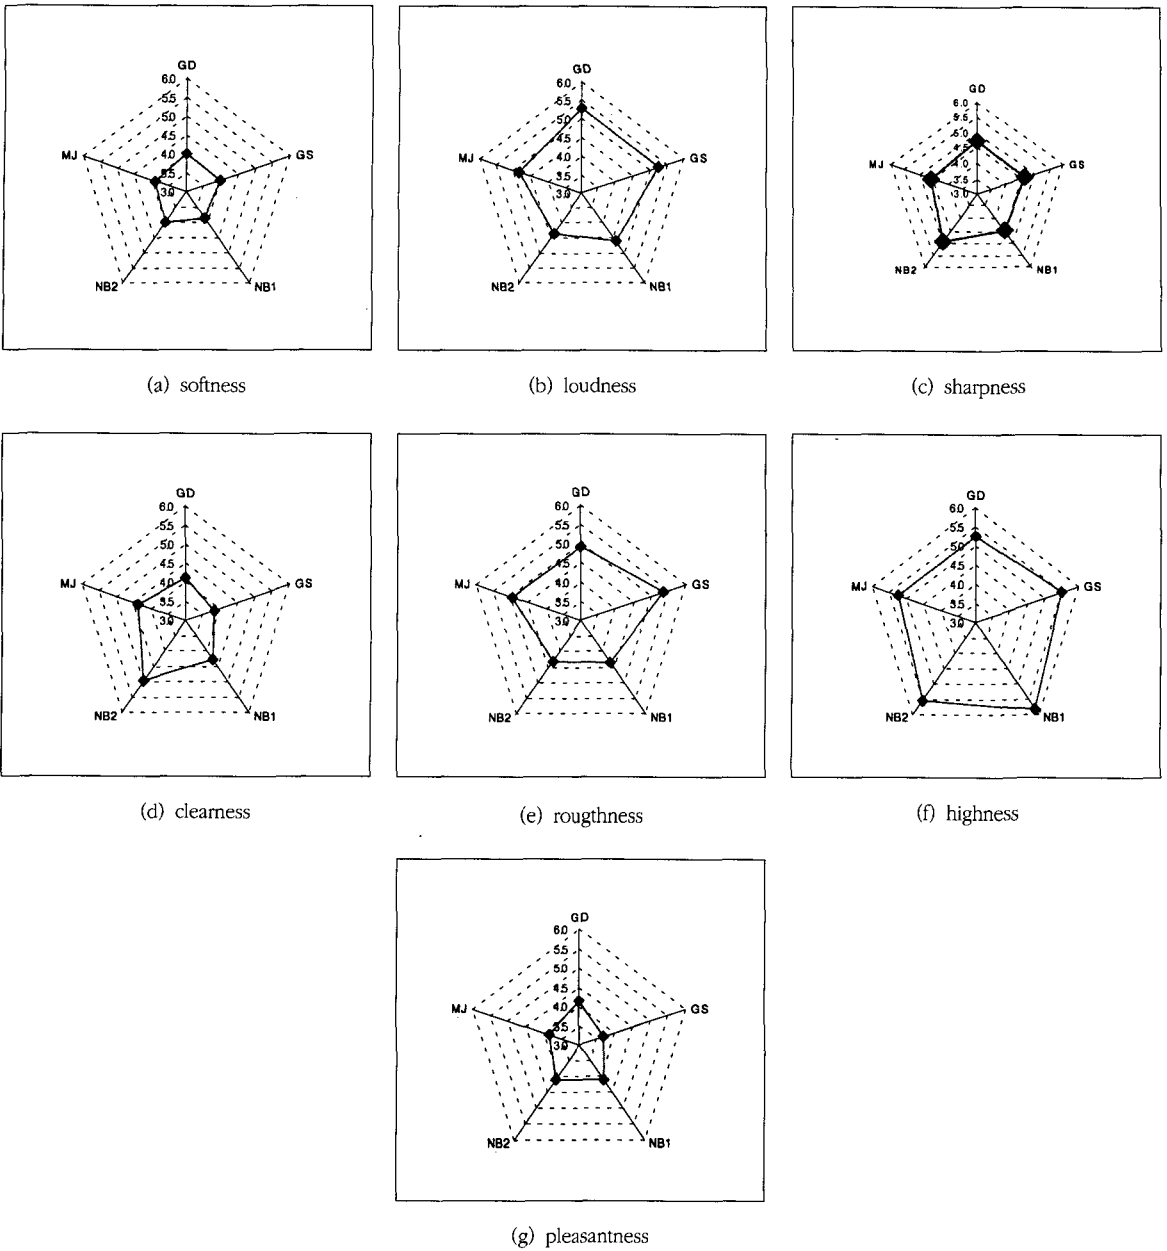 GD
6.0
5.5
5.0
4.5
4.0
3.5
3.0
MJ
GS
NB2
NB1
(a) softness
GD
6.0
5.5
5.0
4.5
4.0
3.5
3.0
MJ
GS
NB2
NB1
(b) loudness
GD
6.0
5.5
5.0
4.5
4.0
3.5
3.0
MJ
GS
NB2
NB1
(c) sharpness
GD
6.0
5.5
5.0
4.5
4.0
3.5
3.0
MJ
GS
NB2
NB1
(d) clearness
GD
6.0
5.5
5.0
4.5
4.0
3.5
3.0
MJ
GS
NB2
NB1
(e) rougthness
GD
6.0
5.5
5.0
4.5
4.0
3.5
3.0
MJ
GS
NB2
NB1
(f) highness
GD
6.0
5.5
5.0
4.5
4.0
3.5
3.0
MJ
GS
NB2
NB1
(g) pleasantness